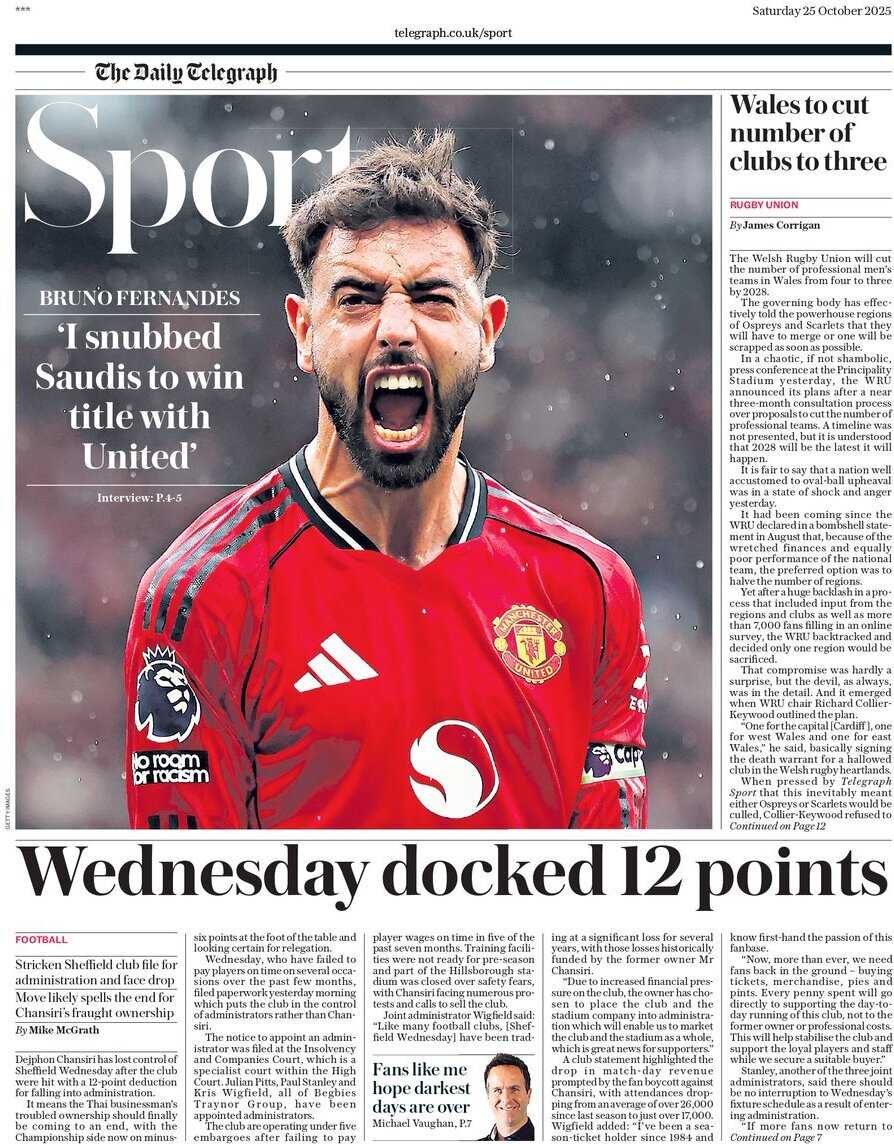 ***
Saturday 25 October 2025
telegraph.co.uk/sport
The Daily Telegraph
Sport
BRUNO FERNANDES
‘I snubbed
Saudis to win
title with
United’
Interview: P.4-5
MANCHESTER
UNITED
No room
for racism
GETTY IMAGES
Wales to cut
number of
clubs to three
RUGBY UNION
By James Corrigan
The Welsh Rugby Union will cut
the number of professional men’s
teams in Wales from four to three
by 2028.
The governing body has effec-
tively told the powerhouse regions
of Ospreys and Scarlets that they
will have to merge or one will be
scrapped as soon as possible.
In a chaotic, if not shambolic,
press conference at the Principality
Stadium yesterday, the WRU
announced its plans after a near
three-month consultation process
over proposals to cut the number of
professional teams. A timeline was
not presented, but it is understood
that 2028 will be the latest it will
happen.
It is fair to say that a nation well
accustomed to oval-ball upheaval
was in a state of shock and anger
yesterday.
It had been coming since the
WRU declared in a bombshell state-
ment in August that, because of the
wretched finances and equally
poor performance of the national
team, the preferred option was to
halve the number of regions.
Yet after a huge backlash in a pro-
cess that included input from the
regions and clubs as well as more
than 7,000 fans filling in an online
survey, the WRU backtracked and
decided only one region would be
sacrificed.
That compromise was hardly a
surprise, but the devil, as always,
was in the detail. And it emerged
when WRU chair Richard Collier-
Keywood outlined the plan.
“One for the capital [Cardiff], one
for west Wales and one for east
Wales,” he said, basically signing
the death warrant for a hallowed
club in the Welsh rugby heartlands.
When pressed by Telegraph
Sport that this inevitably meant
either Ospreys or Scarlets would be
culled, Collier-Keywood refused to
Continued on Page 12
Wednesday docked 12 points
FOOTBALL
Stricken Sheffield club file for
administration and face drop
Move likely spells the end for
Chansiri’s fraught ownership
By Mike McGrath
Dejphon Chansiri has lost control of
Sheffield Wednesday after the club
were hit with a 12-point deduction
for falling into administration.
It means the Thai businessman’s
troubled ownership should finally
be coming to an end, with the
Championship side now on minus-
six points at the foot of the table and
looking certain for relegation.
Wednesday, who have failed to
pay players on time on several occa-
sions over the past few months,
filed paperwork yesterday morning
which puts the club in the control
of administrators rather than Chan-
siri.
The notice to appoint an admin-
istrator was filed at the Insolvency
and Companies Court, which is a
specialist court within the High
Court. Julian Pitts, Paul Stanley and
Kris Wigfield, all of Begbies
Traynor Group, have been
appointed administrators.
The club are operating under five
embargoes after failing to pay
player wages on time in five of the
past seven months. Training facili-
ties were not ready for pre-season
and part of the Hillsborough sta-
dium was closed over safety fears,
with Chansiri facing numerous pro-
tests and calls to sell the club.
Joint administrator Wigfield said:
“Like many football clubs, [Shef-
field Wednesday] have been trad-
Fans like me
hope darkest
days are over
Michael Vaughan, P.7
ing at a significant loss for several
years, with those losses historically
funded by the former owner Mr
Chansiri.
“Due to increased financial pres-
sure on the club, the owner has cho-
sen to place the club and the
stadium company into administra-
tion which will enable us to market
the club and the stadium as a whole,
which is great news for supporters.”
A club statement highlighted the
drop in match-day revenue
prompted by the fan boycott against
Chansiri, with attendances drop-
ping from an average of over 26,000
since last season to just over 17,000.
Wigfield added: “I’ve been a sea-
son-ticket holder since 1994 and
know first-hand the passion of this
fanbase.
“Now, more than ever, we need
fans back in the ground – buying
tickets, merchandise, pies and
pints. Every penny spent will go
directly to supporting the day-to-
day running of this club, not to the
former owner or professional costs.
This will help stabilise the club and
support the loyal players and staff
while we secure a suitable buyer.”
Stanley, another of the three joint
administrators, said there should
be no interruption to Wednesday’s
fixture schedule as a result of enter-
ing administration.
“If more fans now return to
Continued on Page 7